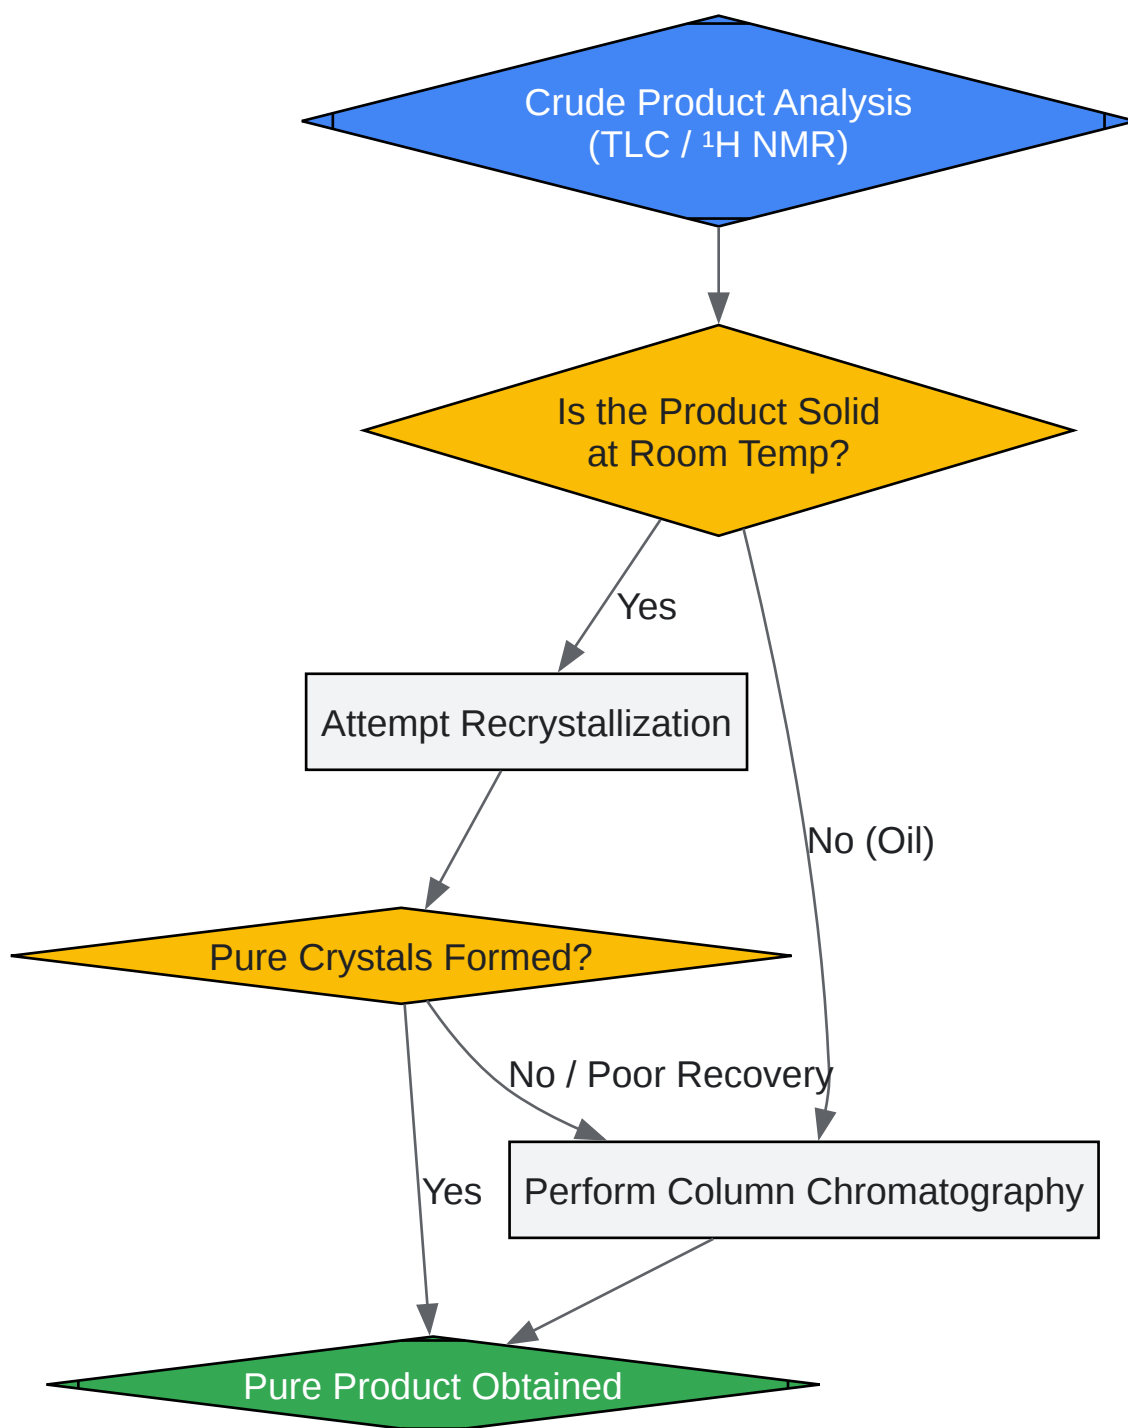 Crude Product Analysis
(TLC / ¹H NMR)
Is the Product Solid
at Room Temp?
Yes
Attempt Recrystallization
No (Oil)
Pure Crystals Formed?
No / Poor Recovery
Yes
Perform Column Chromatography
Pure Product Obtained